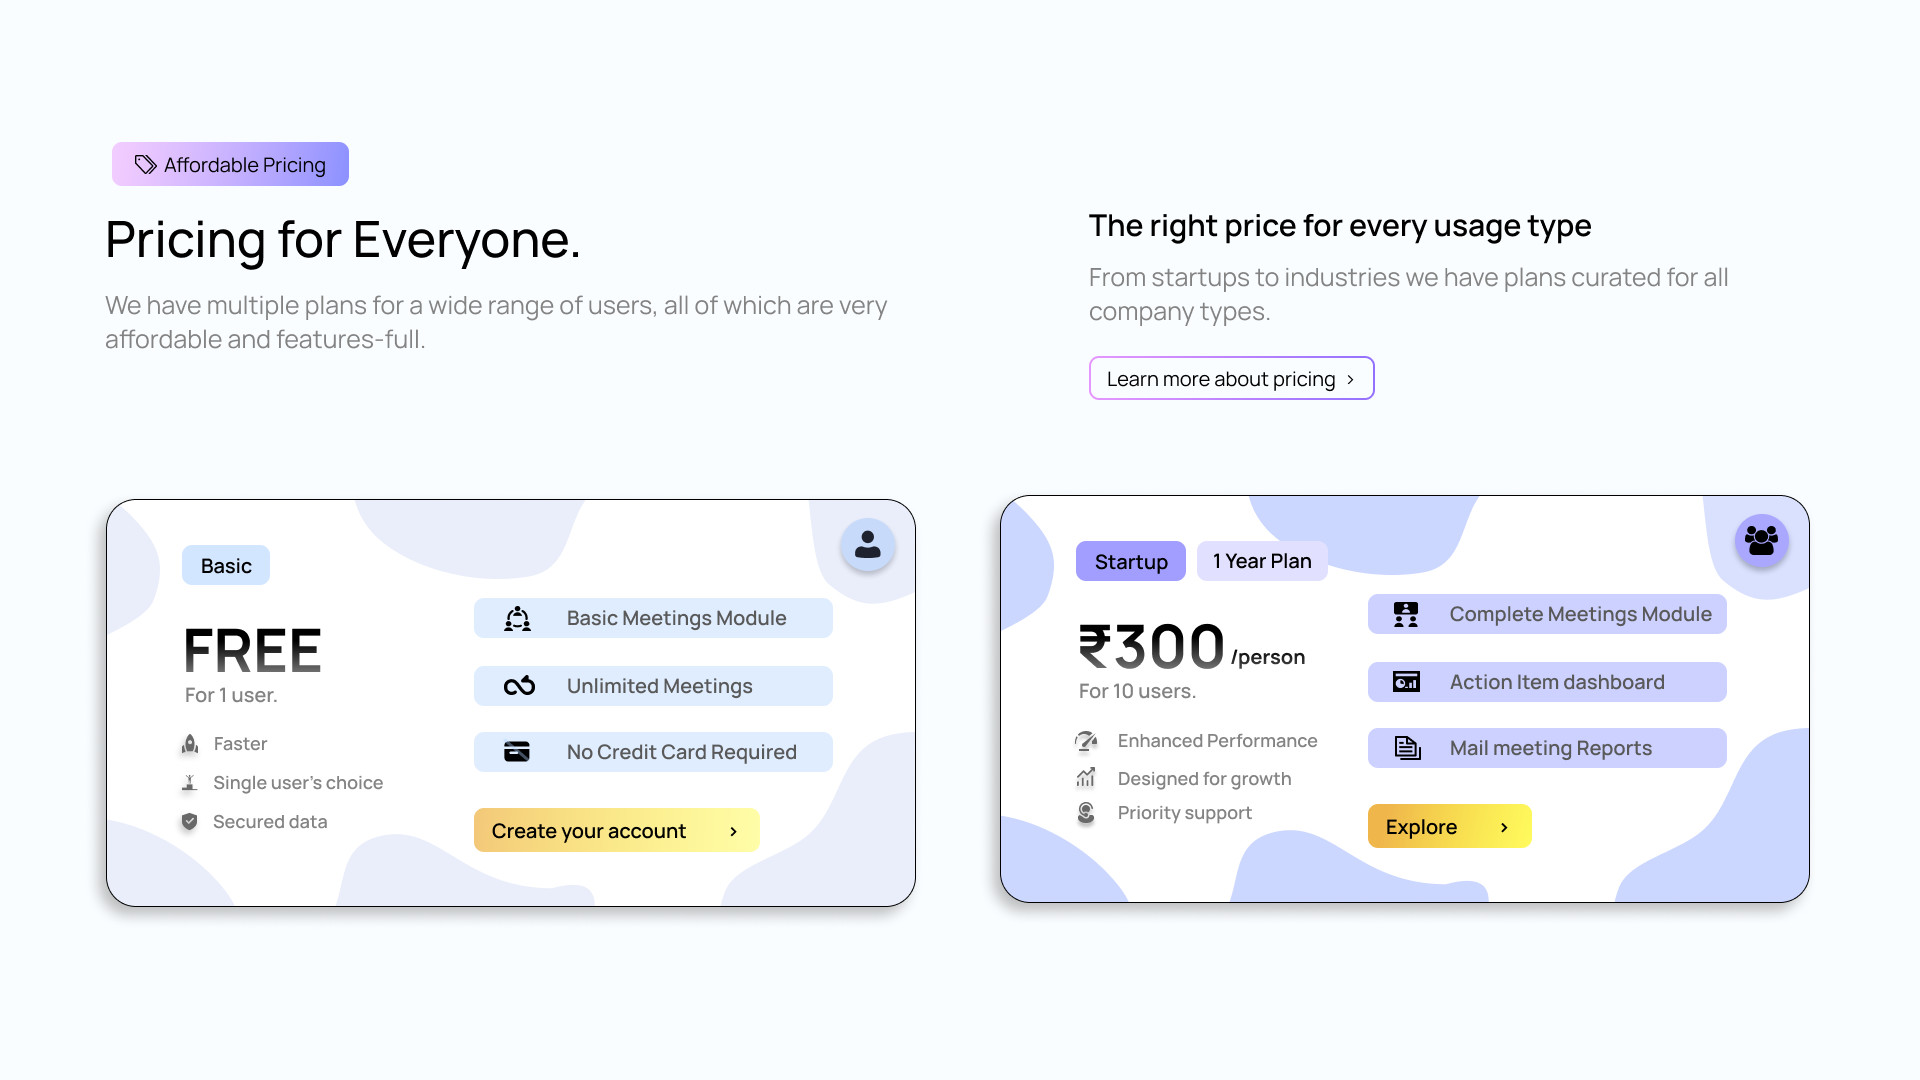 Affordable Pricing
Pricing for Everyone.
We have multiple plans for a wide range of users, all of which are very
affordable and features-full.
The right price for every usage type
From startups to industries we have plans curated for all
company types.
Learn more about pricing >
Basic
FREE
For 1 user.
Faster
Single user's choice
Secured data
Basic Meetings Module
Unlimited Meetings
No Credit Card Required
Create your account >
Startup
1 Year Plan
₹300 /person
For 10 users.
Enhanced Performance
Designed for growth
Priority support
Complete Meetings Module
Action Item dashboard
Mail meeting Reports
Explore >